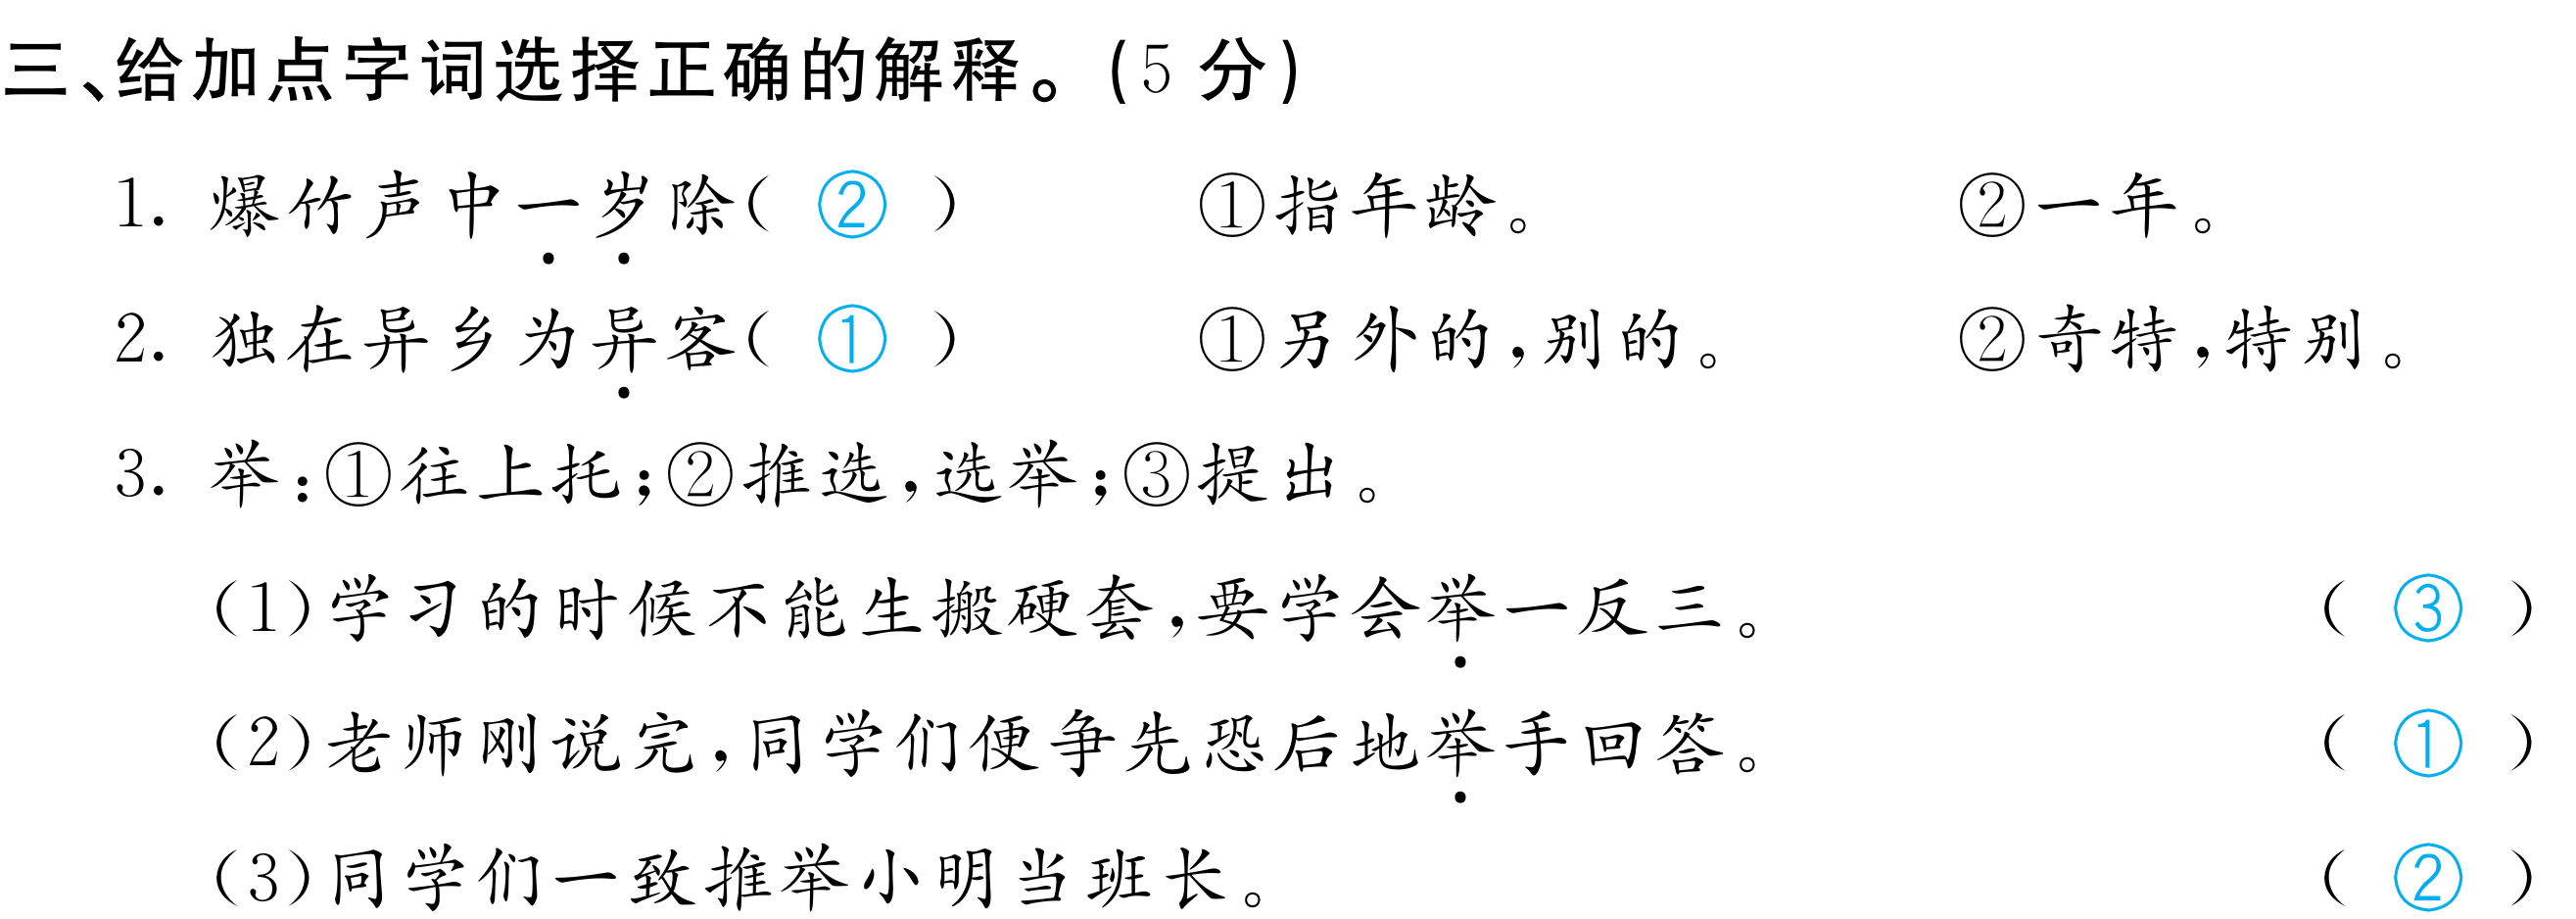 三、给加点字词选择正确的解释。(5 分)
1. 爆竹声中一岁除( ② ) ①指年龄。 ②一年。
2. 独在异乡为异客( ① ) ①另外的,别的。 ②奇特,特别。
3. 举:①往上托;②推选,选举;③提出。
(1)学习的时候不能生搬硬套,要学会举一反三。 ( ③ )
(2)老师刚说完,同学们便争先恐后地举手回答。 ( ① )
(3)同学们一致推举小明当班长。 ( ② )